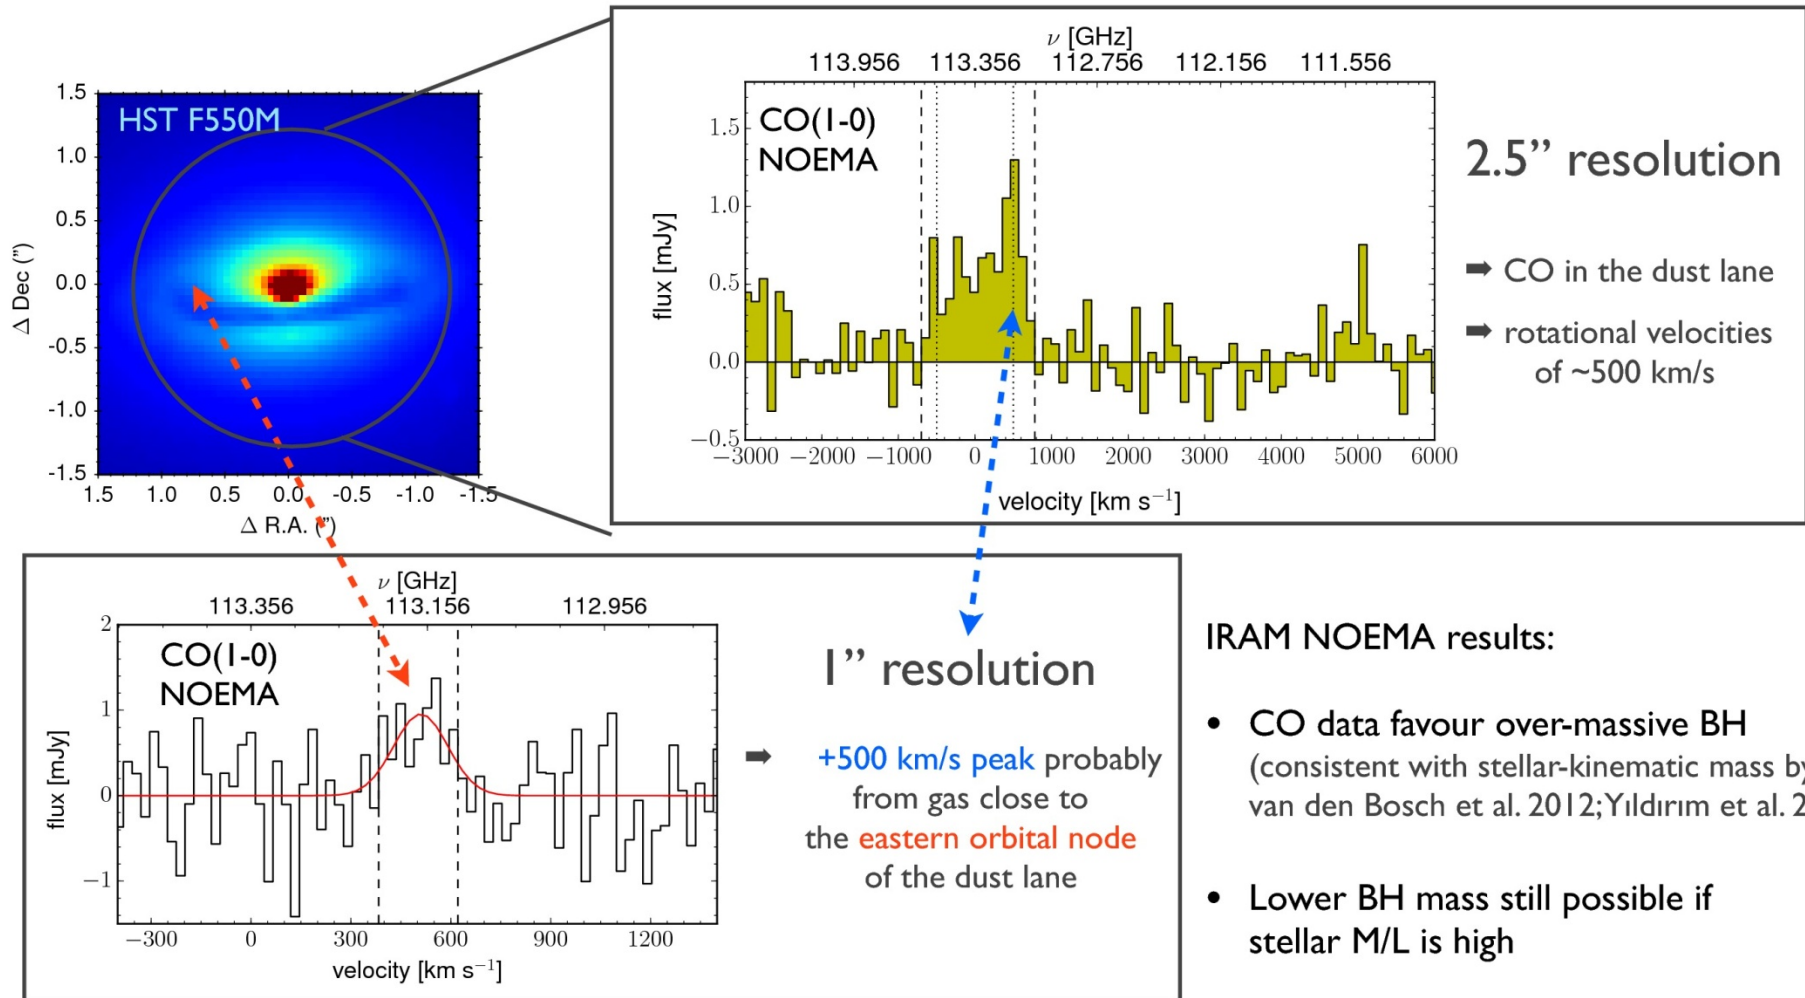 HST F550M
1.5
1.0
0.5
0.0
-0.5
-1.0
-1.5
Δ Dec (")
1.5 1.0 0.5 0.0 -0.5 -1.0 -1.5
Δ R.A. (")
ν [GHz]
113.956 113.356 112.756 112.156 111.556
CO(1-0)
NOEMA
1.5
1.0
0.5
0.0
−0.5
flux [mJy]
−3000 −2000 −1000 0 1000 2000 3000 4000 5000 6000
velocity [km s⁻¹]
2.5” resolution
➡ CO in the dust lane
➡ rotational velocities
of ~500 km/s
ν [GHz]
113.356 113.156 112.956
CO(1-0)
NOEMA
2
1
0
−1
flux [mJy]
−300 0 300 600 900 1200
velocity [km s⁻¹]
1” resolution
➡ +500 km/s peak probably
from gas close to
the eastern orbital node
of the dust lane
IRAM NOEMA results:
• CO data favour over-massive BH
(consistent with stellar-kinematic mass by
van den Bosch et al. 2012; Yıldırım et al. 2
• Lower BH mass still possible if
stellar M/L is high